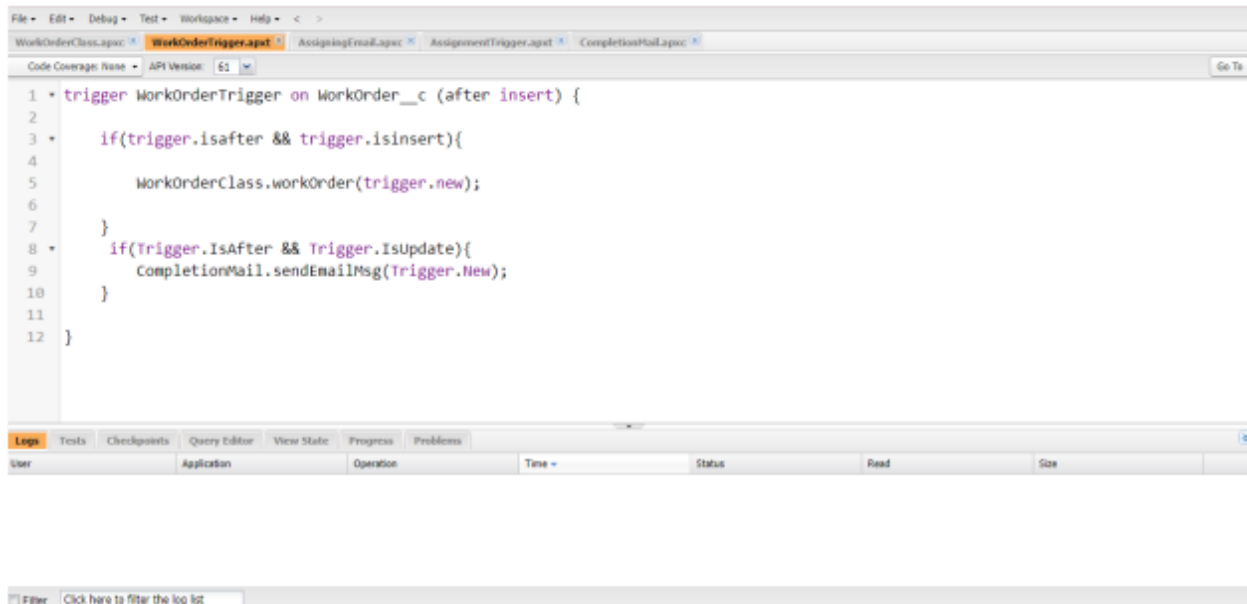 File Edit Debug Test Workspace Help < >
WorkOrderClass.apxc WorkOrderTrigger.apxt AssigningEmail.apxc AssignmentTrigger.apxt CompletionMail.apxc
Code Coverage: None API Version: 61 Go To
1 trigger WorkOrderTrigger on WorkOrder__c (after insert) {
2
3 if(trigger.isafter && trigger.isinsert){
4
5 WorkOrderClass.workOrder(trigger.new);
6
7 }
8 if(Trigger.IsAfter && Trigger.IsUpdate){
9 CompletionMail.sendEmailMsg(Trigger.New);
10 }
11
12 }
Logs Tests Checkpoints Query Editor View State Progress Problems
User Application Operation Time Status Read Size
Filter Click here to filter the log list